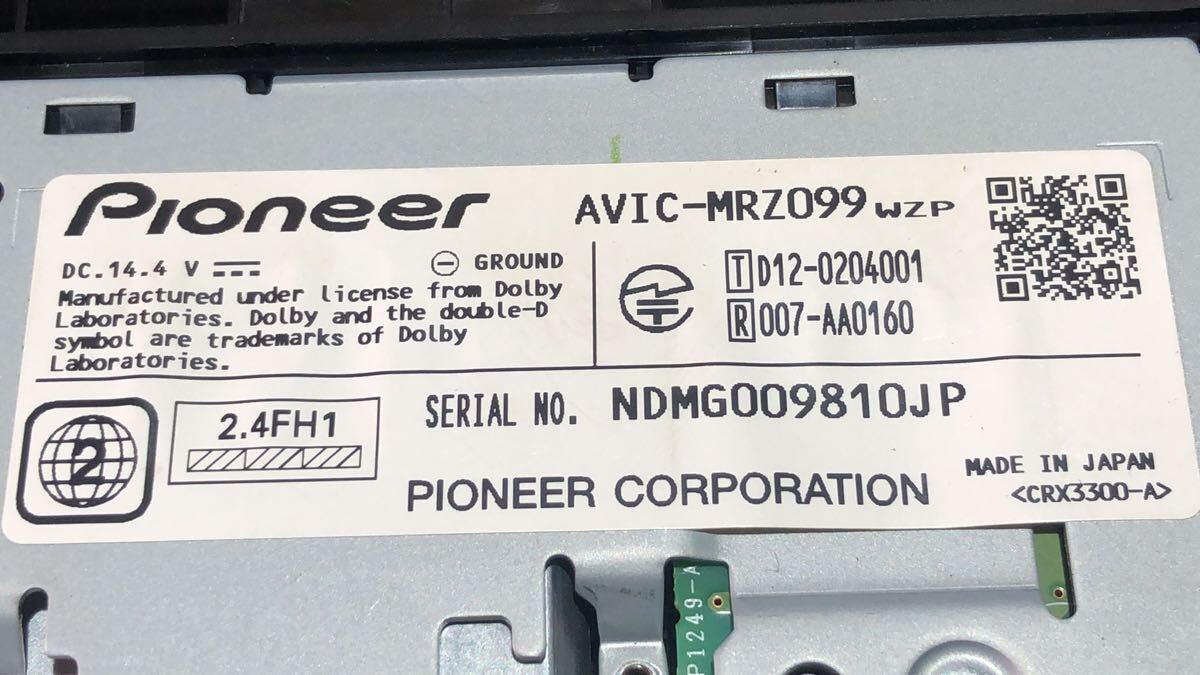 Pioneer
AVIC-MRZ099 WZP
DC.14.4 V
GROUND
Manufactured under license from Dolby
Laboratories. Dolby and the double-D
symbol are trademarks of Dolby
Laboratories.
T D12-0204001
R 007-AA0160
2
2.4FH1
SERIAL NO. NDMG009810JP
PIONEER CORPORATION
MADE IN JAPAN
<CRX3300-A>
P1249-A